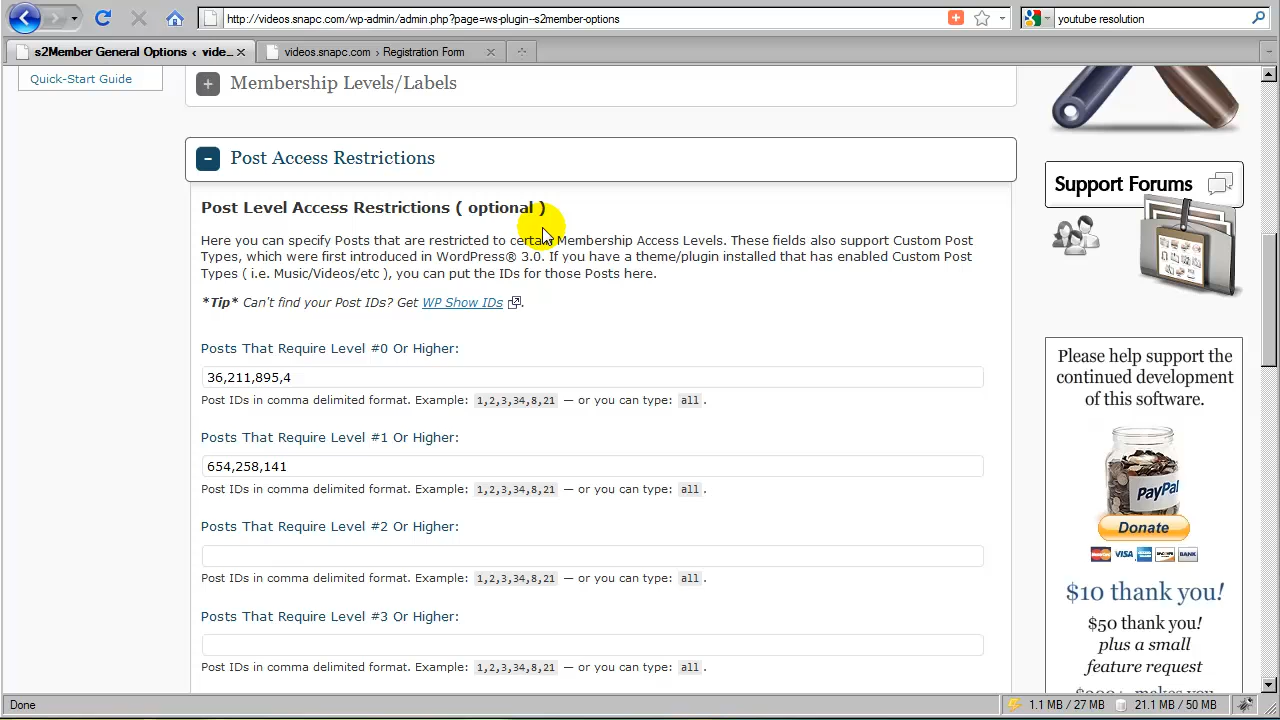 http://videos.snapc.om/wp-admin/admin.php?page=ws-plugin--s2member-options
youtube resolution
s2Member General Options ‹ vide...
videos.snapc.com › Registration Form
Quick-Start Guide
Membership Levels/Labels
Post Access Restrictions
Post Level Access Restrictions ( optional )
Here you can specify Posts that are restricted to certain Membership Access Levels. These fields also support Custom Post
Types, which were first introduced in WordPress® 3.0. If you have a theme/plugin installed that has enabled Custom Post
Types ( i.e. Music/Videos/etc ), you can put the IDs for those Posts here.
*Tip* Can't find your Post IDs? Get WP Show IDs.
Posts That Require Level #0 Or Higher:
36,211,895,4
Post IDs in comma delimited format. Example: 1,2,3,34,8,21 — or you can type: all.
Posts That Require Level #1 Or Higher:
654,258,141
Post IDs in comma delimited format. Example: 1,2,3,34,8,21 — or you can type: all.
Posts That Require Level #2 Or Higher:
Post IDs in comma delimited format. Example: 1,2,3,34,8,21 — or you can type: all.
Posts That Require Level #3 Or Higher:
Post IDs in comma delimited format. Example: 1,2,3,34,8,21 — or you can type: all.
Support Forums
Please help support the
continued development
of this software.
PayPal
Donate
VISA
BANK
$10 thank you!
$50 thank you!
plus a small
feature request
Done
1.1 MB / 27 MB
21.1 MB / 50 MB